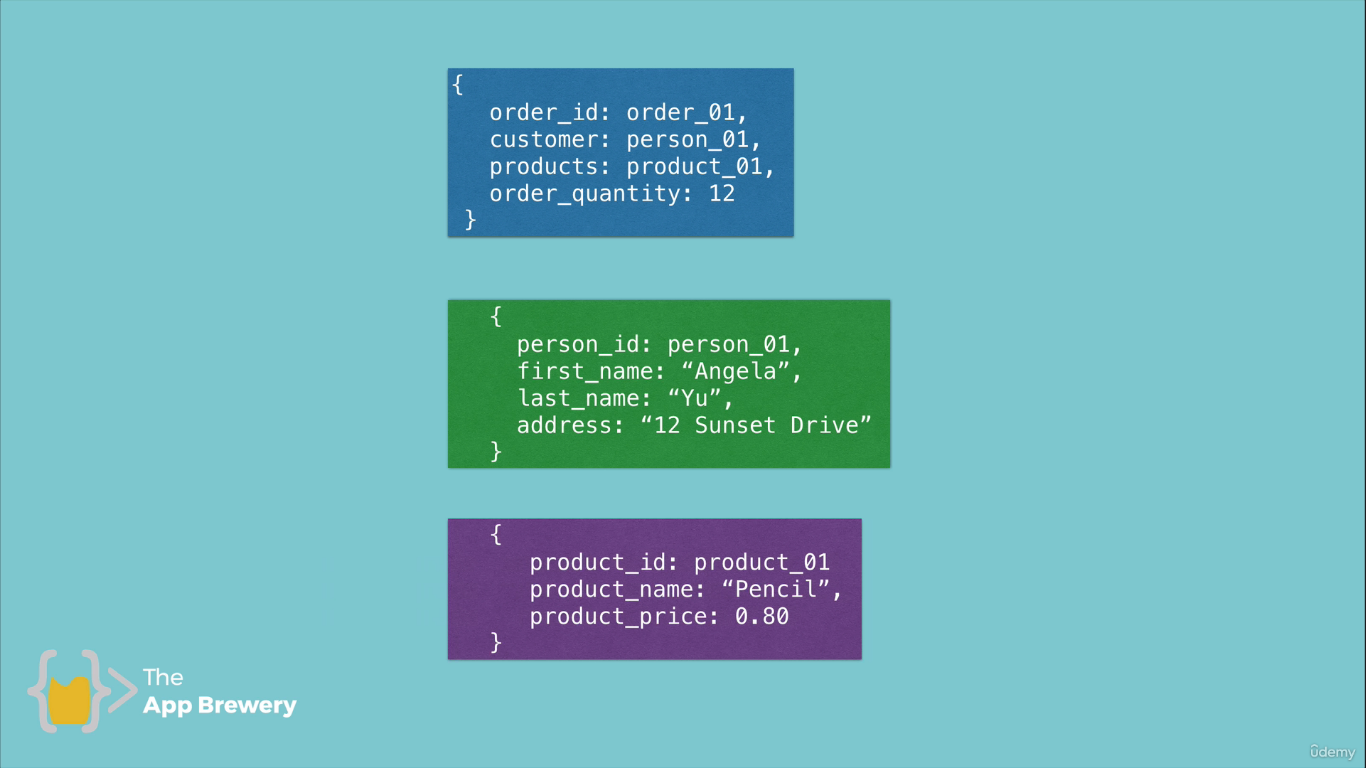 {
order_id: order_01,
customer: person_01,
products: product_01,
order_quantity: 12
}
{
person_id: person_01,
first_name: “Angela”,
last_name: “Yu”,
address: “12 Sunset Drive”
}
{
product_id: product_01
product_name: “Pencil”,
product_price: 0.80
}
The
App Brewery
ûdemy